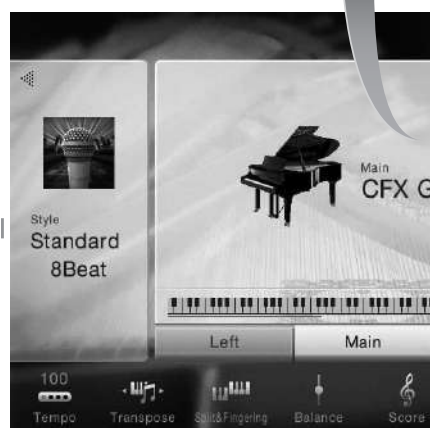 Style
Standard
8Beat
Main
CFX G
Left
Main
100
Tempo
Transpose
Split&Fingering
Balance
Score